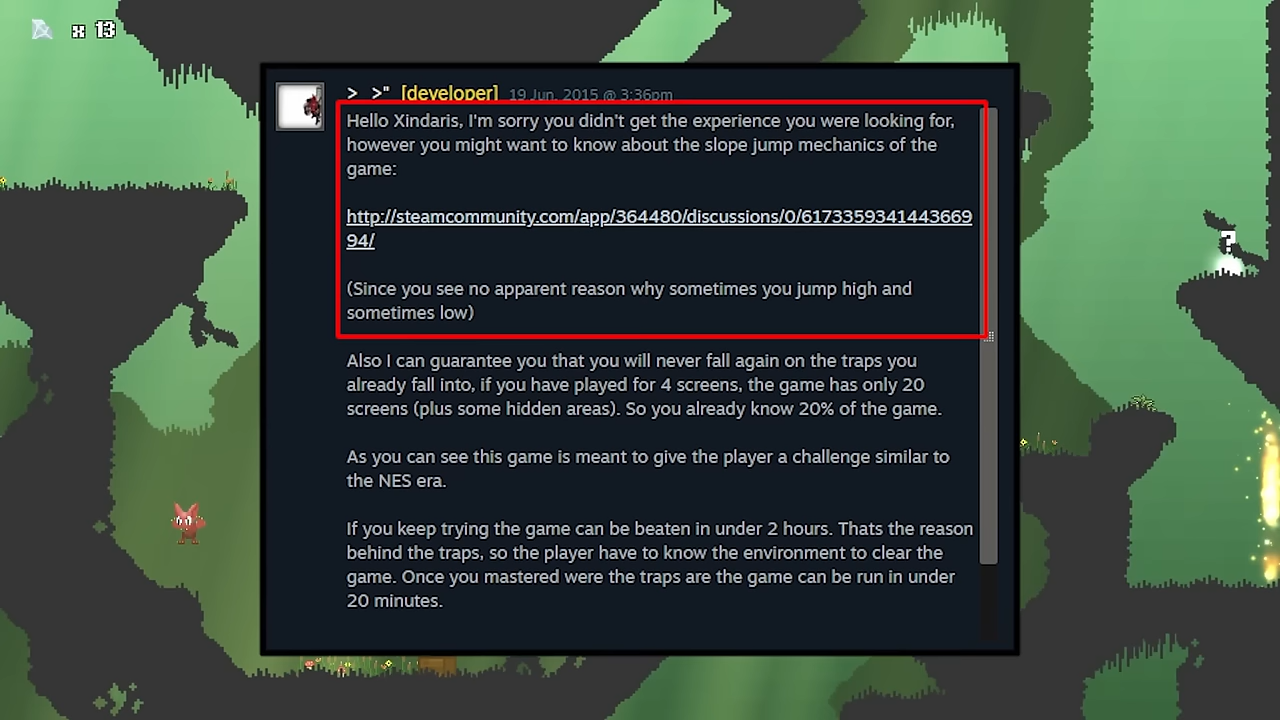 x 13
> >" [developer] 19 Jun, 2015 @ 3:36pm
Hello Xindaris, I'm sorry you didn't get the experience you were looking for,
however you might want to know about the slope jump mechanics of the
game:
http://steamcommunity.com/app/364480/discussions/0/6173359341443669
94/
(Since you see no apparent reason why sometimes you jump high and
sometimes low)
Also I can guarantee you that you will never fall again on the traps you
already fall into, if you have played for 4 screens, the game has only 20
screens (plus some hidden areas). So you already know 20% of the game.
As you can see this game is meant to give the player a challenge similar to
the NES era.
If you keep trying the game can be beaten in under 2 hours. Thats the reason
behind the traps, so the player have to know the environment to clear the
game. Once you mastered were the traps are the game can be run in under
20 minutes.
?